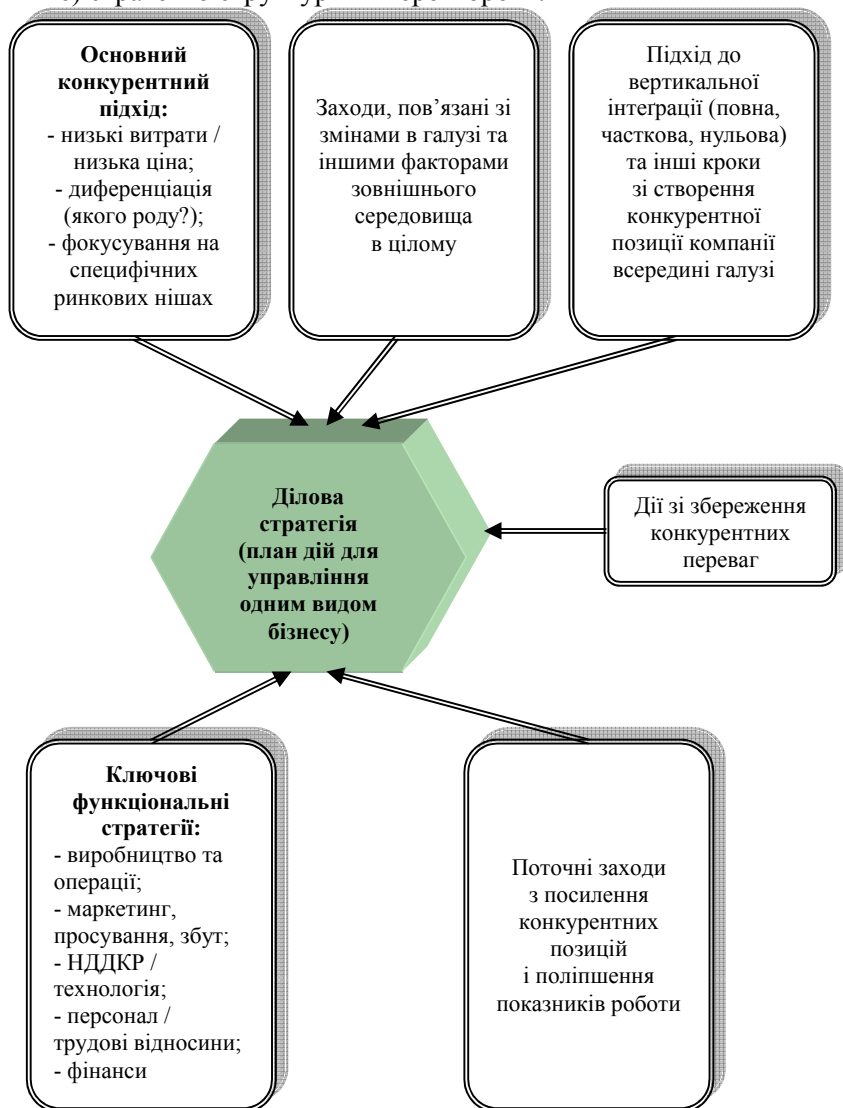 Основний
конкурентний
підхід:
- низькі витрати /
низька ціна;
- диференціація
(якого роду?);
- фокусування на
специфічних
ринкових нішах
Заходи, пов’язані зі
змінами в галузі та
іншими факторами
зовнішнього
середовища
в цілому
Підхід до
вертикальної
інтеґрації (повна,
часткова, нульова)
та інші кроки
зі створення
конкурентної
позиції компанії
всередині галузі
Ділова
стратегія
(план дій для
управління
одним видом
бізнесу)
Дії зі збереження
конкурентних
переваг
Ключові
функціональні
стратегії:
- виробництво та
операції;
- маркетинг,
просування, збут;
- НДДКР /
технологія;
- персонал /
трудові відносини;
- фінанси
Поточні заходи
з посилення
конкурентних
позицій
і поліпшення
показників роботи